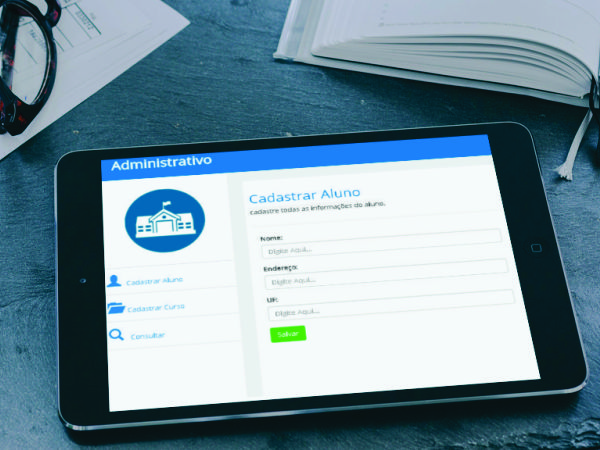 Administrativo
Cadastrar Aluno
cadastre todas as informações do aluno.
Nome:
Digite Aqui...
Endereço:
Digite Aqui...
UF:
Digite Aqui...
Salvar
Cadastrar Aluno
Cadastrar Curso
Consultar